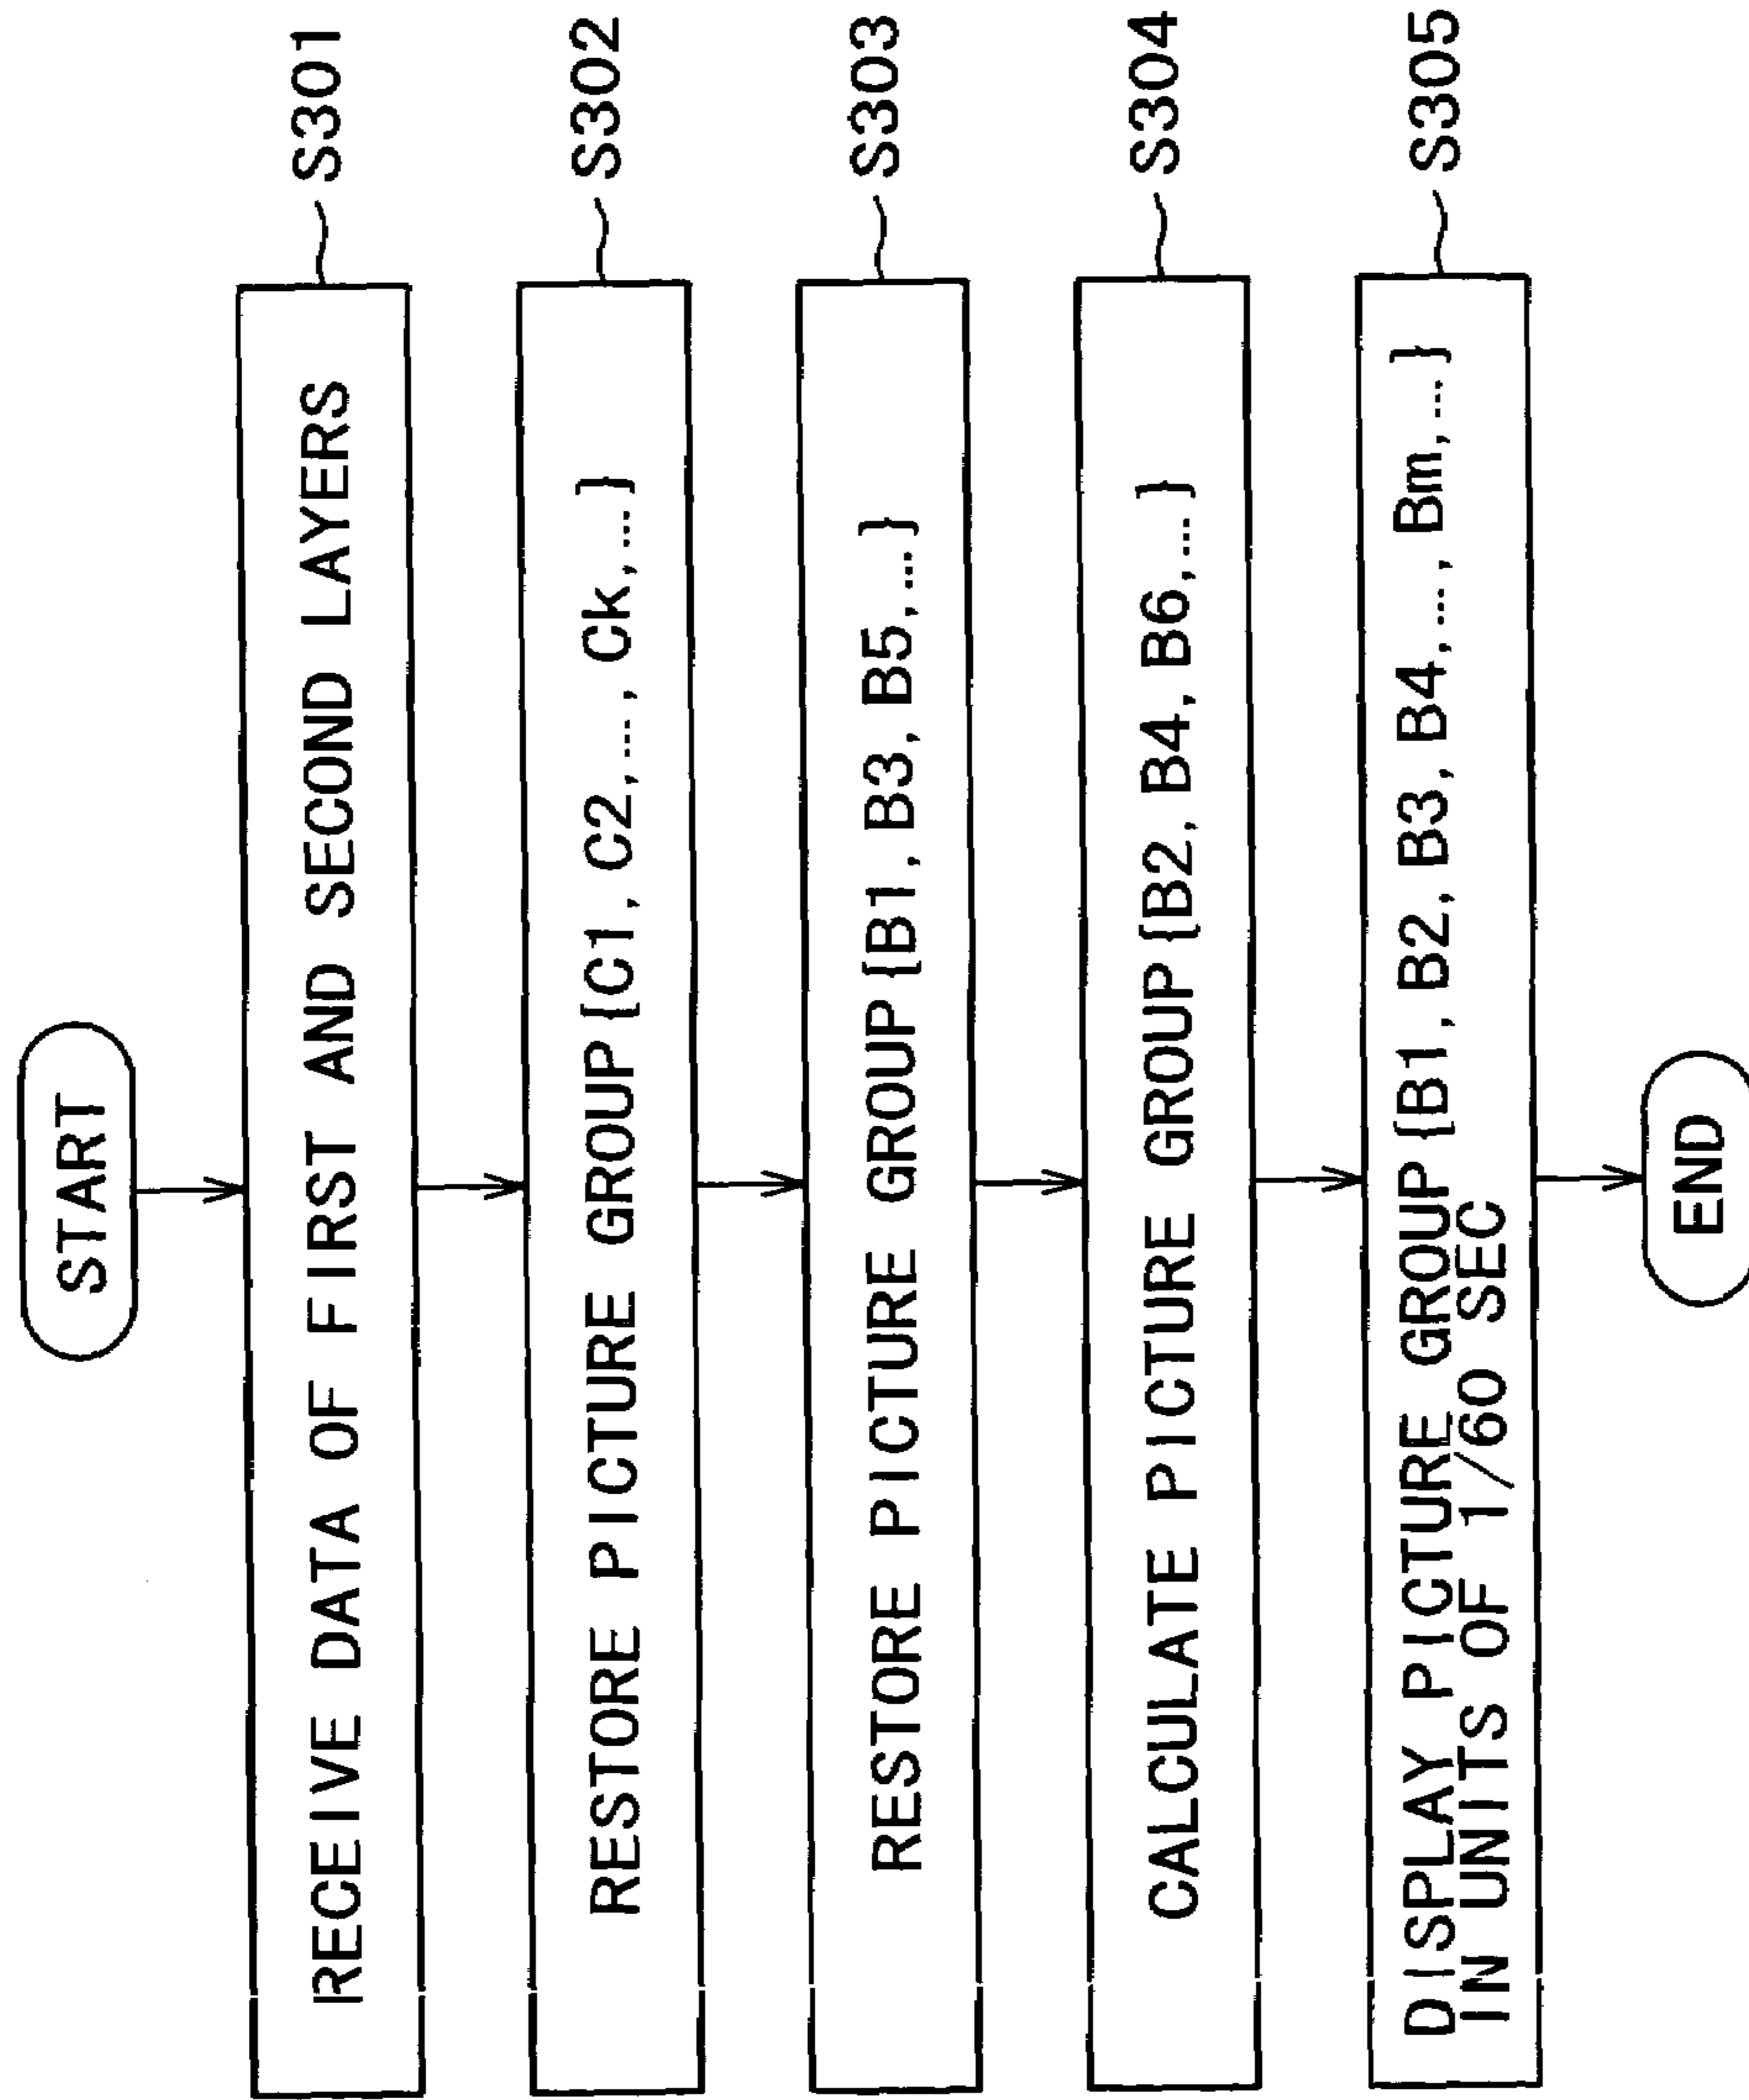 START
RECEIVE DATA OF FIRST AND SECOND LAYERS
S301
RESTORE PICTURE GROUP{C1, C2,..., Ck,...}
S302
RESTORE PICTURE GROUP{B1, B3, B5,...}
S303
CALCULATE PICTURE GROUP{B2, B4, B6,...}
S304
DISPLAY PICTURE GROUP{B1, B2, B3, B4,..., Bm,...}
IN UNITS OF 1/60 SEC
S305
END